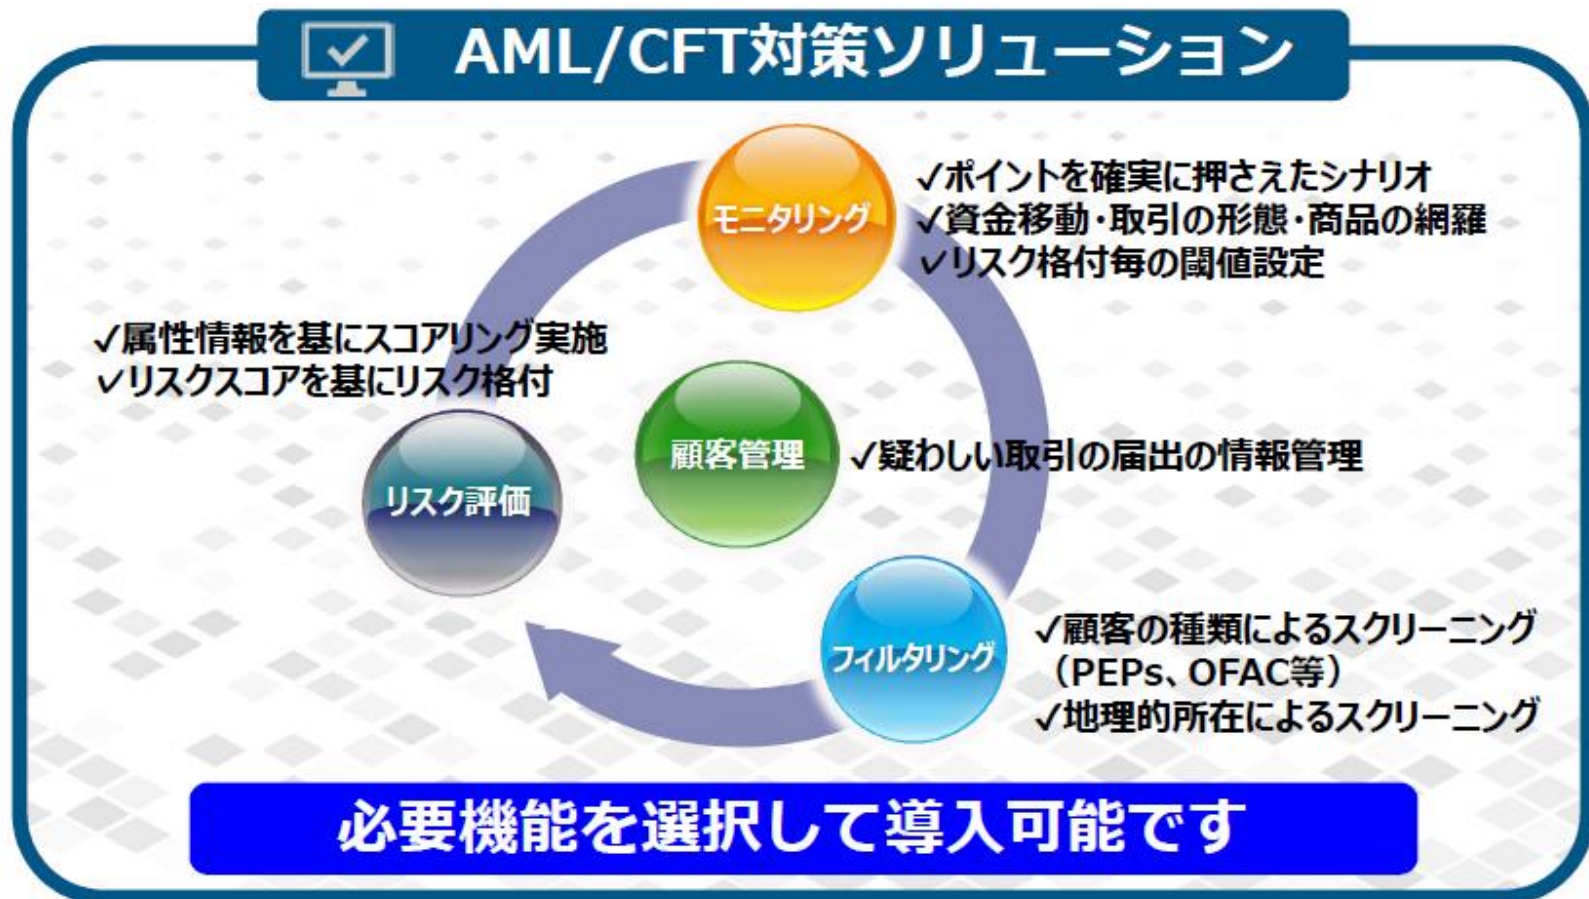 AML/CFT対策ソリューション
モニタリング
✓ポイントを確実に押さえたシナリオ
✓資金移動・取引の形態・商品の網羅
✓リスク格付毎の閾値設定
✓属性情報を基にスコアリング実施
✓リスクスコアを基にリスク格付
リスク評価
顧客管理
✓疑わしい取引の届出の情報管理
フィルタリング
✓顧客の種類によるスクリーニング
（PEPs、OFAC等）
✓地理的所在によるスクリーニング
必要機能を選択して導入可能です